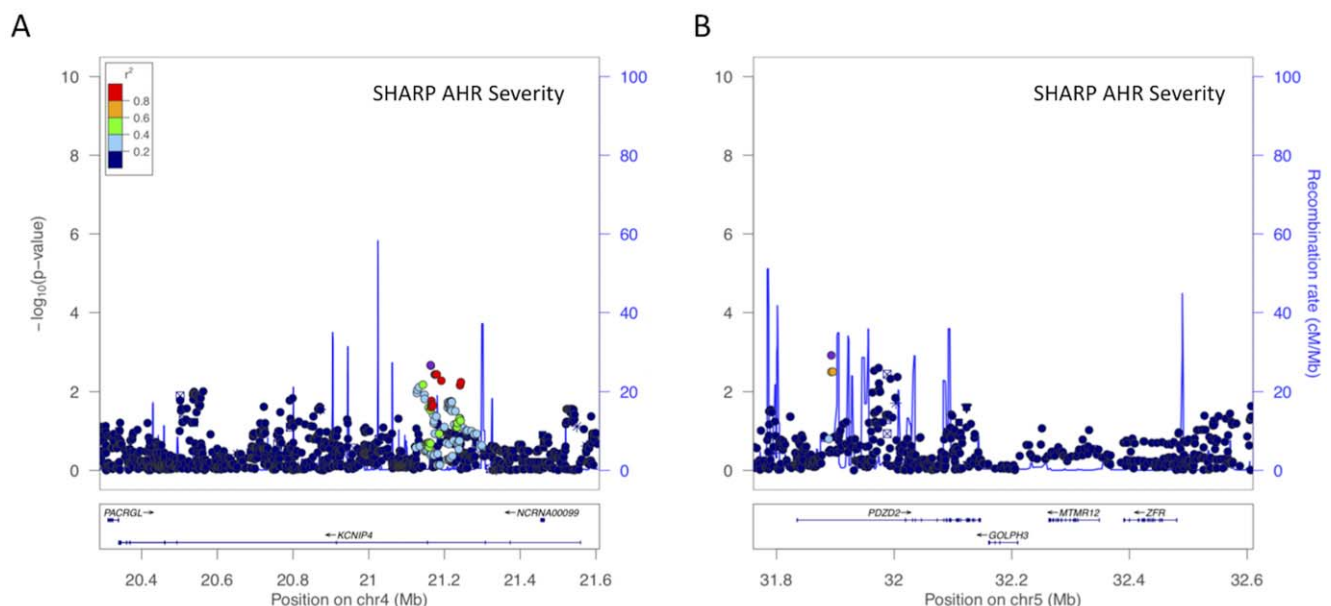 A
B
r2
0.8
0.6
0.4
0.2
SHARP AHR Severity
10
8
6
4
2
0
100
80
60
40
20
0
−log10(p−value)
PACRGL
NCRNA00099
KCNIP4
20.4
20.6
20.8
21
21.2
21.4
21.6
Position on chr4 (Mb)
SHARP AHR Severity
10
8
6
4
2
0
100
80
60
40
20
0
Recombination rate (cM/Mb)
PDZD2
MTMR12
ZFR
GOLPH3
31.8
32
32.2
32.4
32.6
Position on chr5 (Mb)